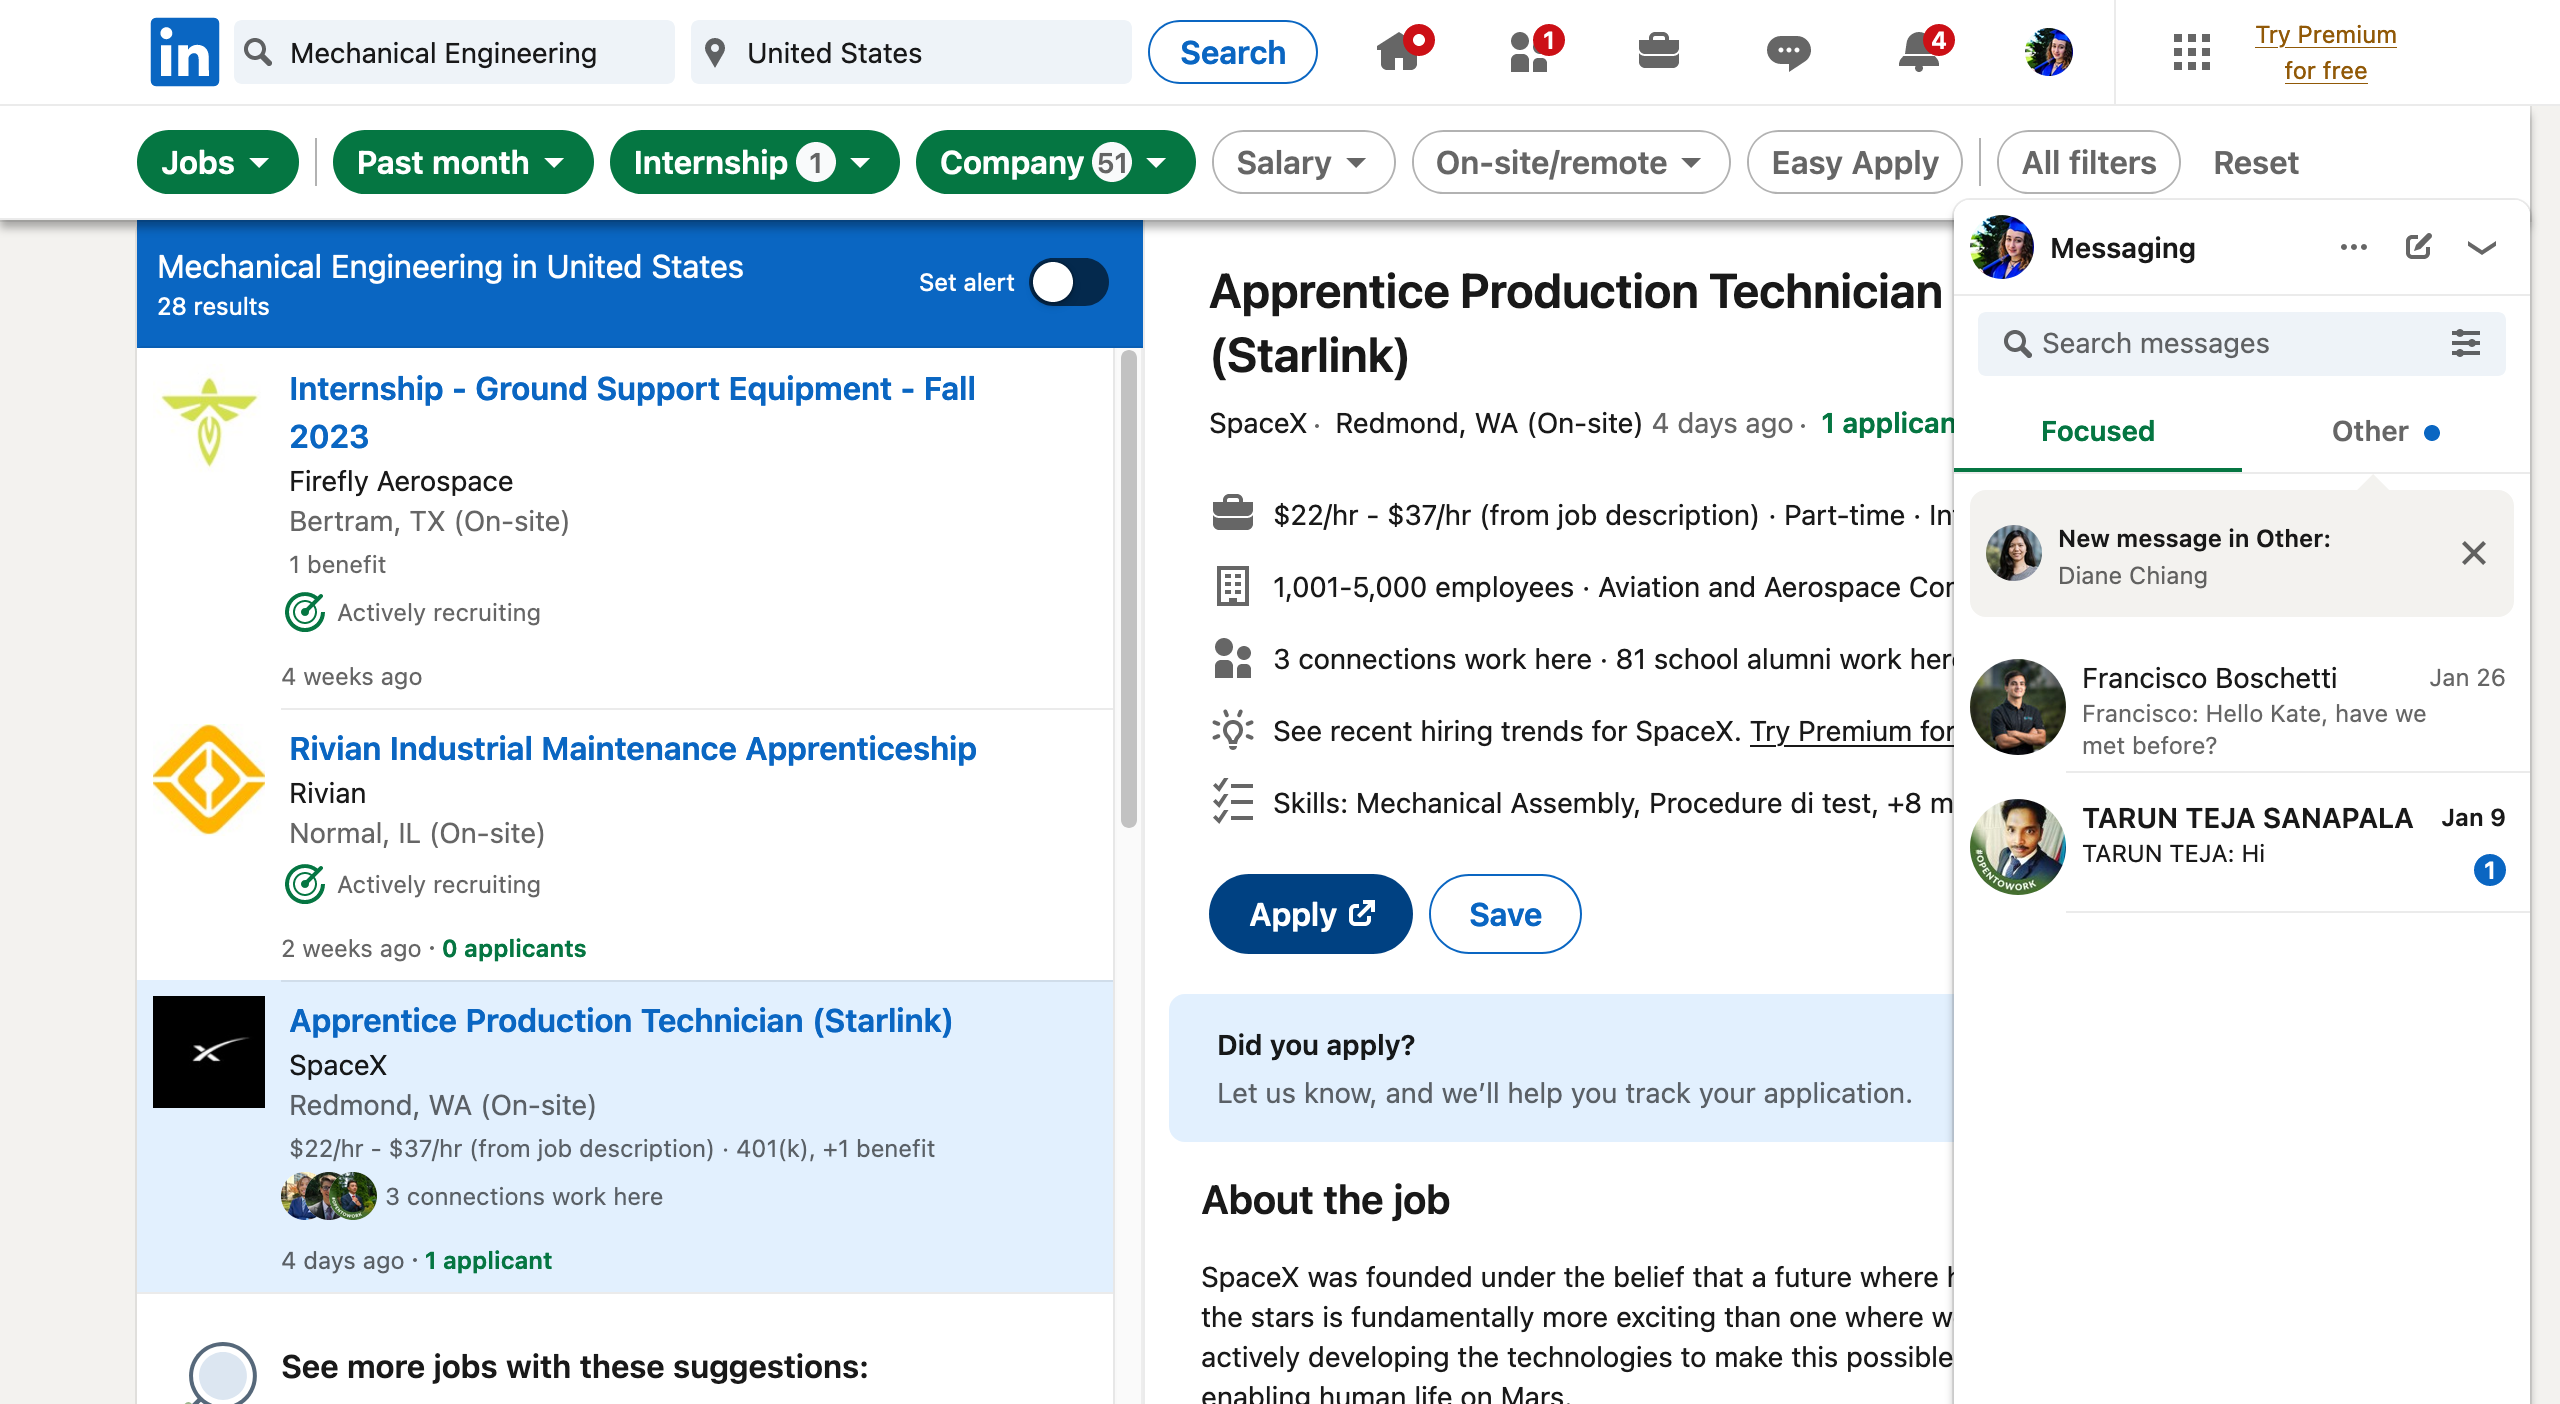 in
Mechanical Engineering
United States
Search
1
4
Try Premium
for free
Jobs
Past month
Internship 1
Company 51
Salary
On-site/remote
Easy Apply
All filters
Reset
Mechanical Engineering in United States
28 results
Set alert
Internship - Ground Support Equipment - Fall
2023
Firefly Aerospace
Bertram, TX (On-site)
1 benefit
Actively recruiting
4 weeks ago
Rivian Industrial Maintenance Apprenticeship
Rivian
Normal, IL (On-site)
Actively recruiting
2 weeks ago · 0 applicants
Apprentice Production Technician (Starlink)
SpaceX
Redmond, WA (On-site)
$22/hr - $37/hr (from job description) · 401(k), +1 benefit
3 connections work here
4 days ago · 1 applicant
See more jobs with these suggestions:
Apprentice Production Technician
(Starlink)
SpaceX · Redmond, WA (On-site) 4 days ago · 1 applican
$22/hr - $37/hr (from job description) · Part-time · In
1,001-5,000 employees · Aviation and Aerospace Cor
3 connections work here · 81 school alumni work here
See recent hiring trends for SpaceX. Try Premium for
Skills: Mechanical Assembly, Procedure di test, +8 m
Apply
Save
Did you apply?
Let us know, and we’ll help you track your application.
About the job
SpaceX was founded under the belief that a future where
the stars is fundamentally more exciting than one where w
actively developing the technologies to make this possible
enabling human life on Mars.
Messaging
Search messages
Focused
Other
New message in Other:
Diane Chiang
Francisco Boschetti
Jan 26
Francisco: Hello Kate, have we
met before?
TARUN TEJA SANAPALA
Jan 9
TARUN TEJA: Hi
1
#OPENTOWORK